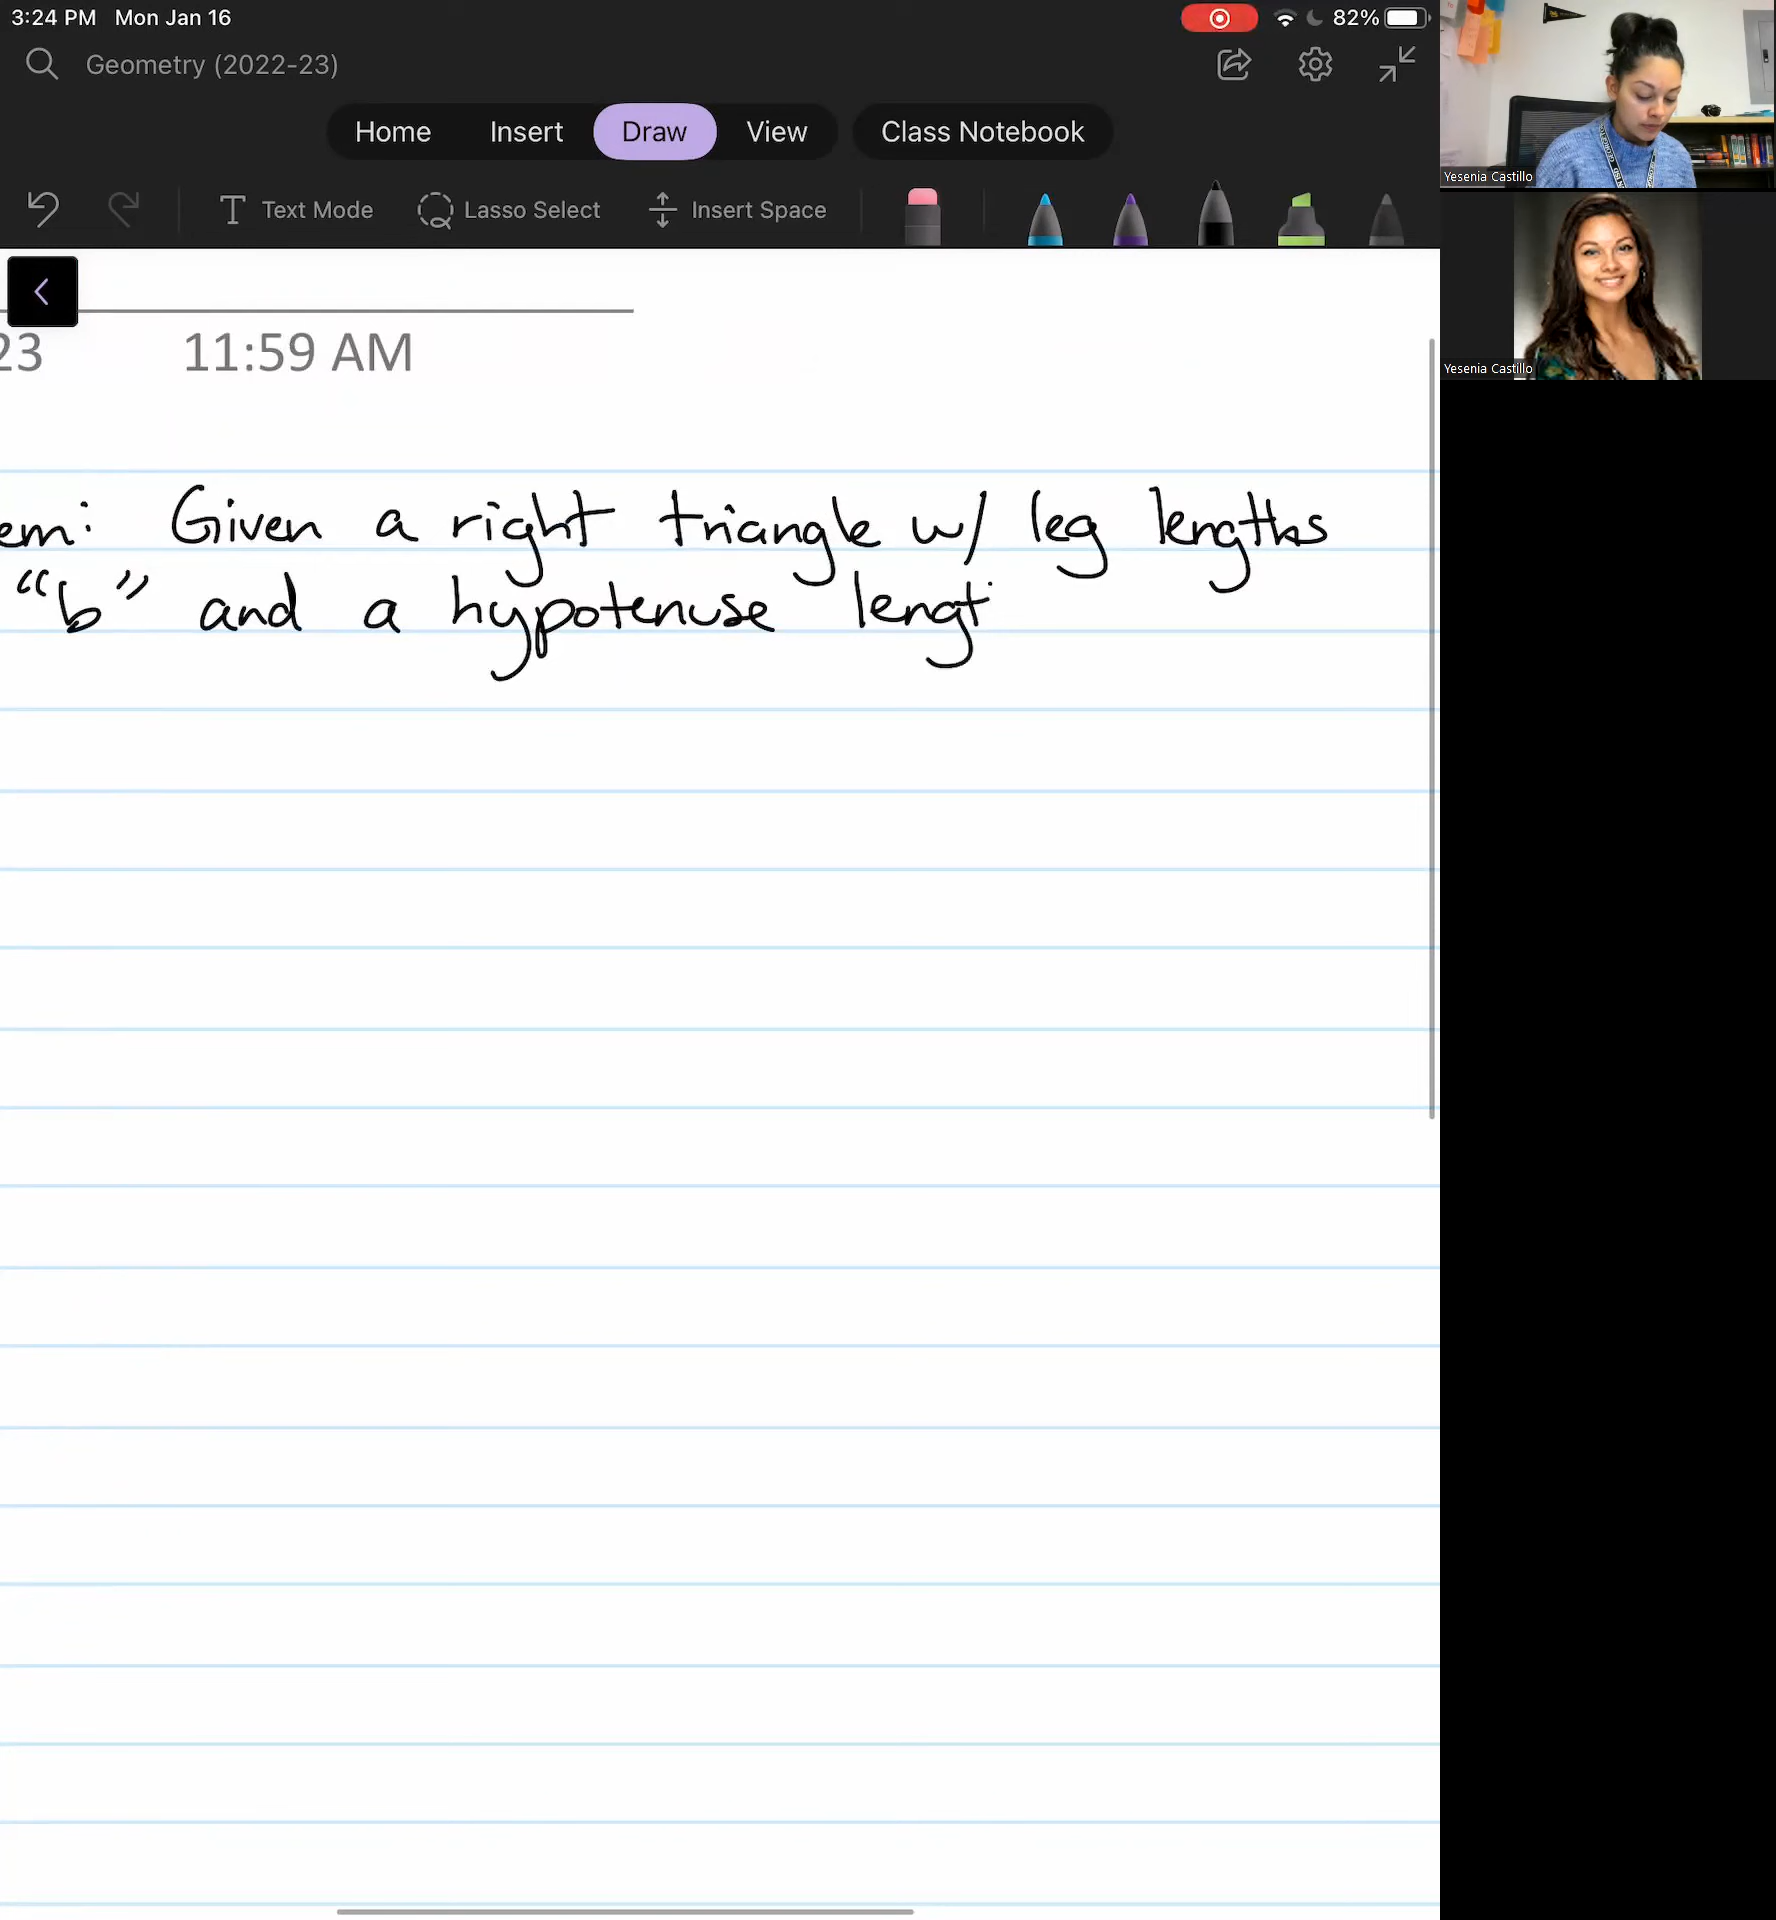 3:24 PM Mon Jan 16 82%
Geometry (2022-23)
Home Insert Draw View Class Notebook
Text Mode Lasso Select Insert Space
23 11:59 AM
em: Given a right triangle w/ leg lengths
"b" and a hypotenuse lengt
Yesenia Castillo
Yesenia Castillo